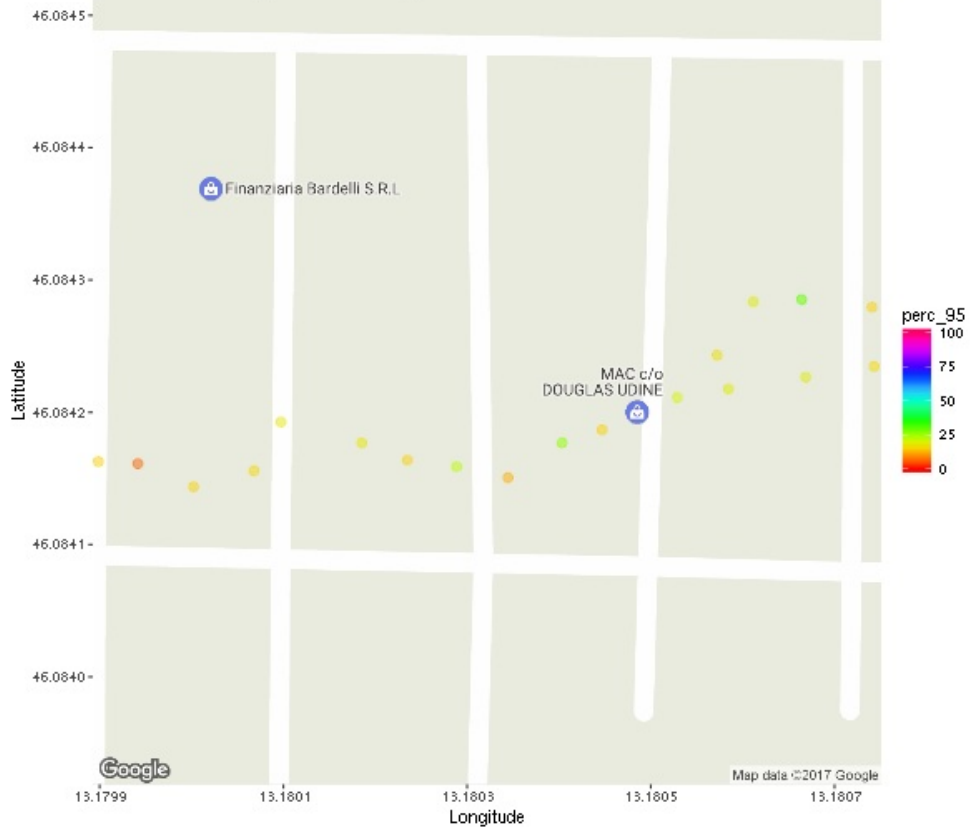 46.0845
46.0844
Finanziaria Bardelli S.R.L
46.0843
perc_95
100
75
50
25
0
MAC c/o
DOUGLAS UDINE
Latitude
46.0842
46.0841
46.0840
Google
Map data ©2017 Google
13.1799
13.1801
13.1803
13.1805
13.1807
Longitude